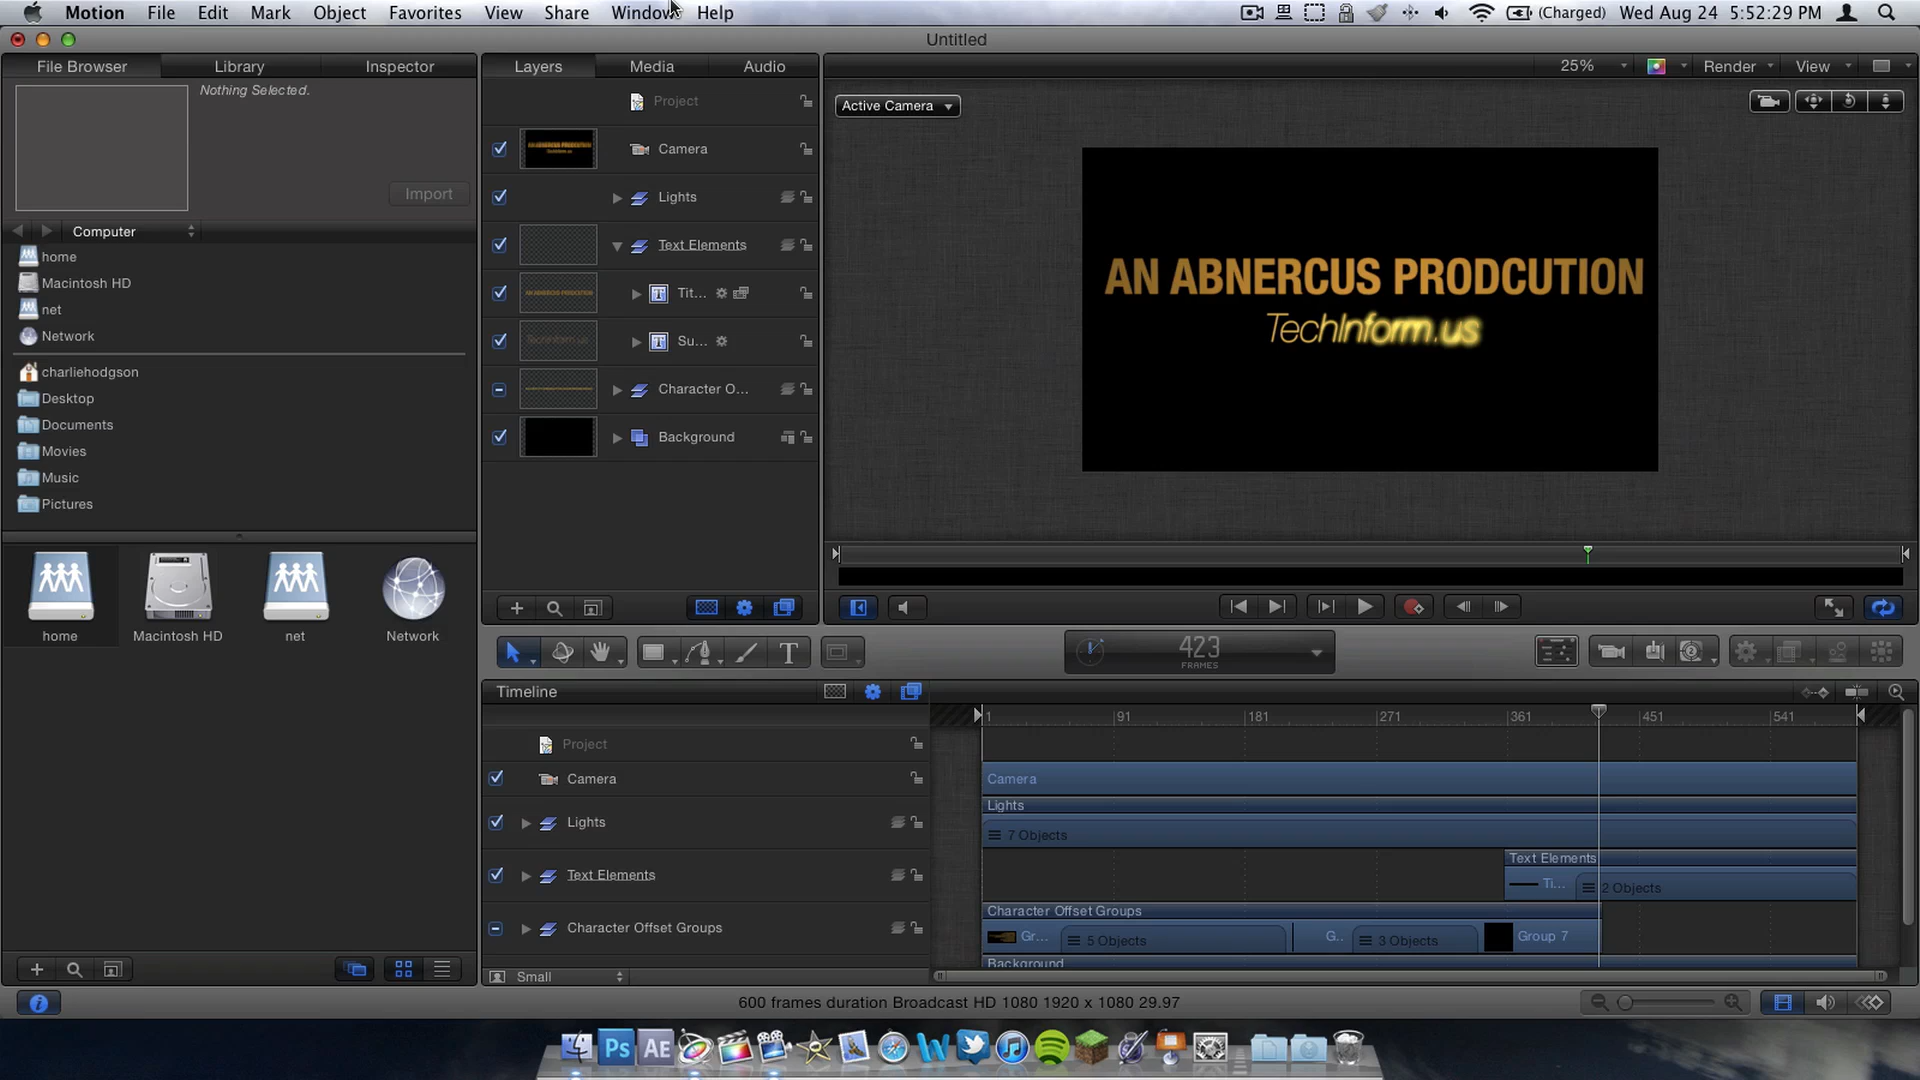 Motion File Edit Mark Object Favorites View Share Window Help
(Charged) Wed Aug 24 5:52:29 PM
Untitled
File Browser Library Inspector
Nothing Selected.
Import
Computer
home
Macintosh HD
net
Network
charliehodgson
Desktop
Documents
Movies
Music
Pictures
home Macintosh HD net Network
Layers Media Audio
Project
Camera
Lights
Text Elements
Tit...
Su...
Character O...
Background
25% Render View
Active Camera
AN ABNERCUS PRODCUTION
TechInform.us
T
423
FRAMES
Timeline
1 91 181 271 361 451 541
Project
Camera
Lights
Text Elements
Character Offset Groups
Small
Camera
Lights
7 Objects
Text Elements
Ti... 2 Objects
Character Offset Groups
Gr... 5 Objects G.. 3 Objects Group 7
Background
600 frames duration Broadcast HD 1080 1920 x 1080 29.97
Ps AE W